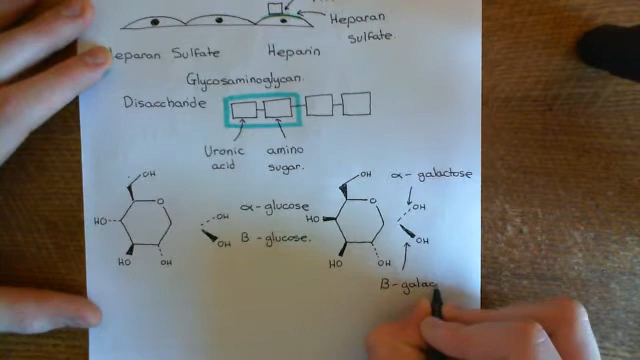 Heparan
sulfate.
Heparan Sulfate Heparin
Glycosaminoglycan.
Disaccharide
Uronic
acid
amino
sugar.
OH
O
HO
HO
OH
OH
OH
α-glucose
β-glucose.
OH
O
HO
HO
OH
OH
OH
α-galactose
β-galac